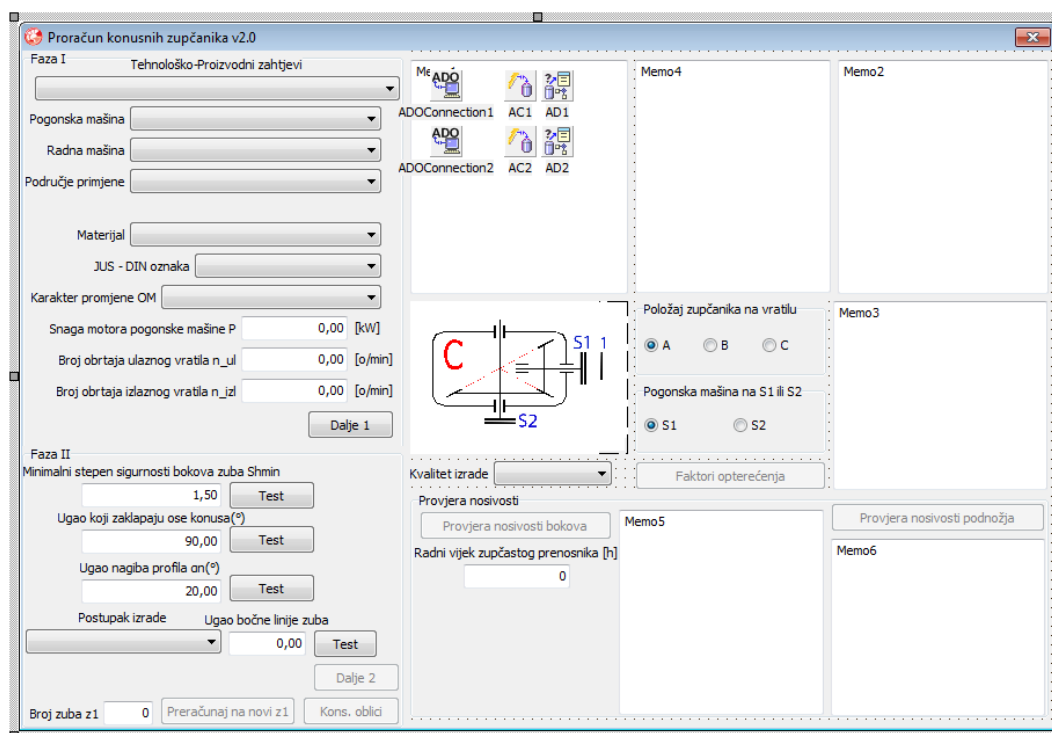 Proračun konusnih zupčanika v2.0
Faza I
Tehnološko-Proizvodni zahtjevi
Pogonska mašina
Radna mašina
Područje primjene
Materijal
JUS - DIN oznaka
Karakter promjene OM
Snaga motora pogonske mašine P 0,00 [kW]
Broj obrtaja ulaznog vratila n_ul 0,00 [o/min]
Broj obrtaja izlaznog vratila n_izl 0,00 [o/min]
Dalje 1
Faza II
Minimalni stepen sigurnosti bokova zuba Shmin
1,50 Test
Ugao koji zaklapaju ose konusa(°)
90,00 Test
Ugao nagiba profila αn(°)
20,00 Test
Postupak izrade Ugao bočne linije zuba
0,00 Test
Dalje 2
Broj zuba z1 0 Preračunaj na novi z1 Kons. oblici
ADO
ADOConnection1 AC1 AD1
ADO
ADOConnection2 AC2 AD2
Memo4
Memo2
C
S1 1
S2
Položaj zupčanika na vratilu
A B C
Pogonska mašina na S1 ili S2
S1 S2
Memo3
Kvalitet izrade
Faktori opterećenja
Provjera nosivosti
Provjera nosivosti bokova
Radni vijek zupčastog prenosnika [h]
0
Memo5
Provjera nosivosti podnožja
Memo6